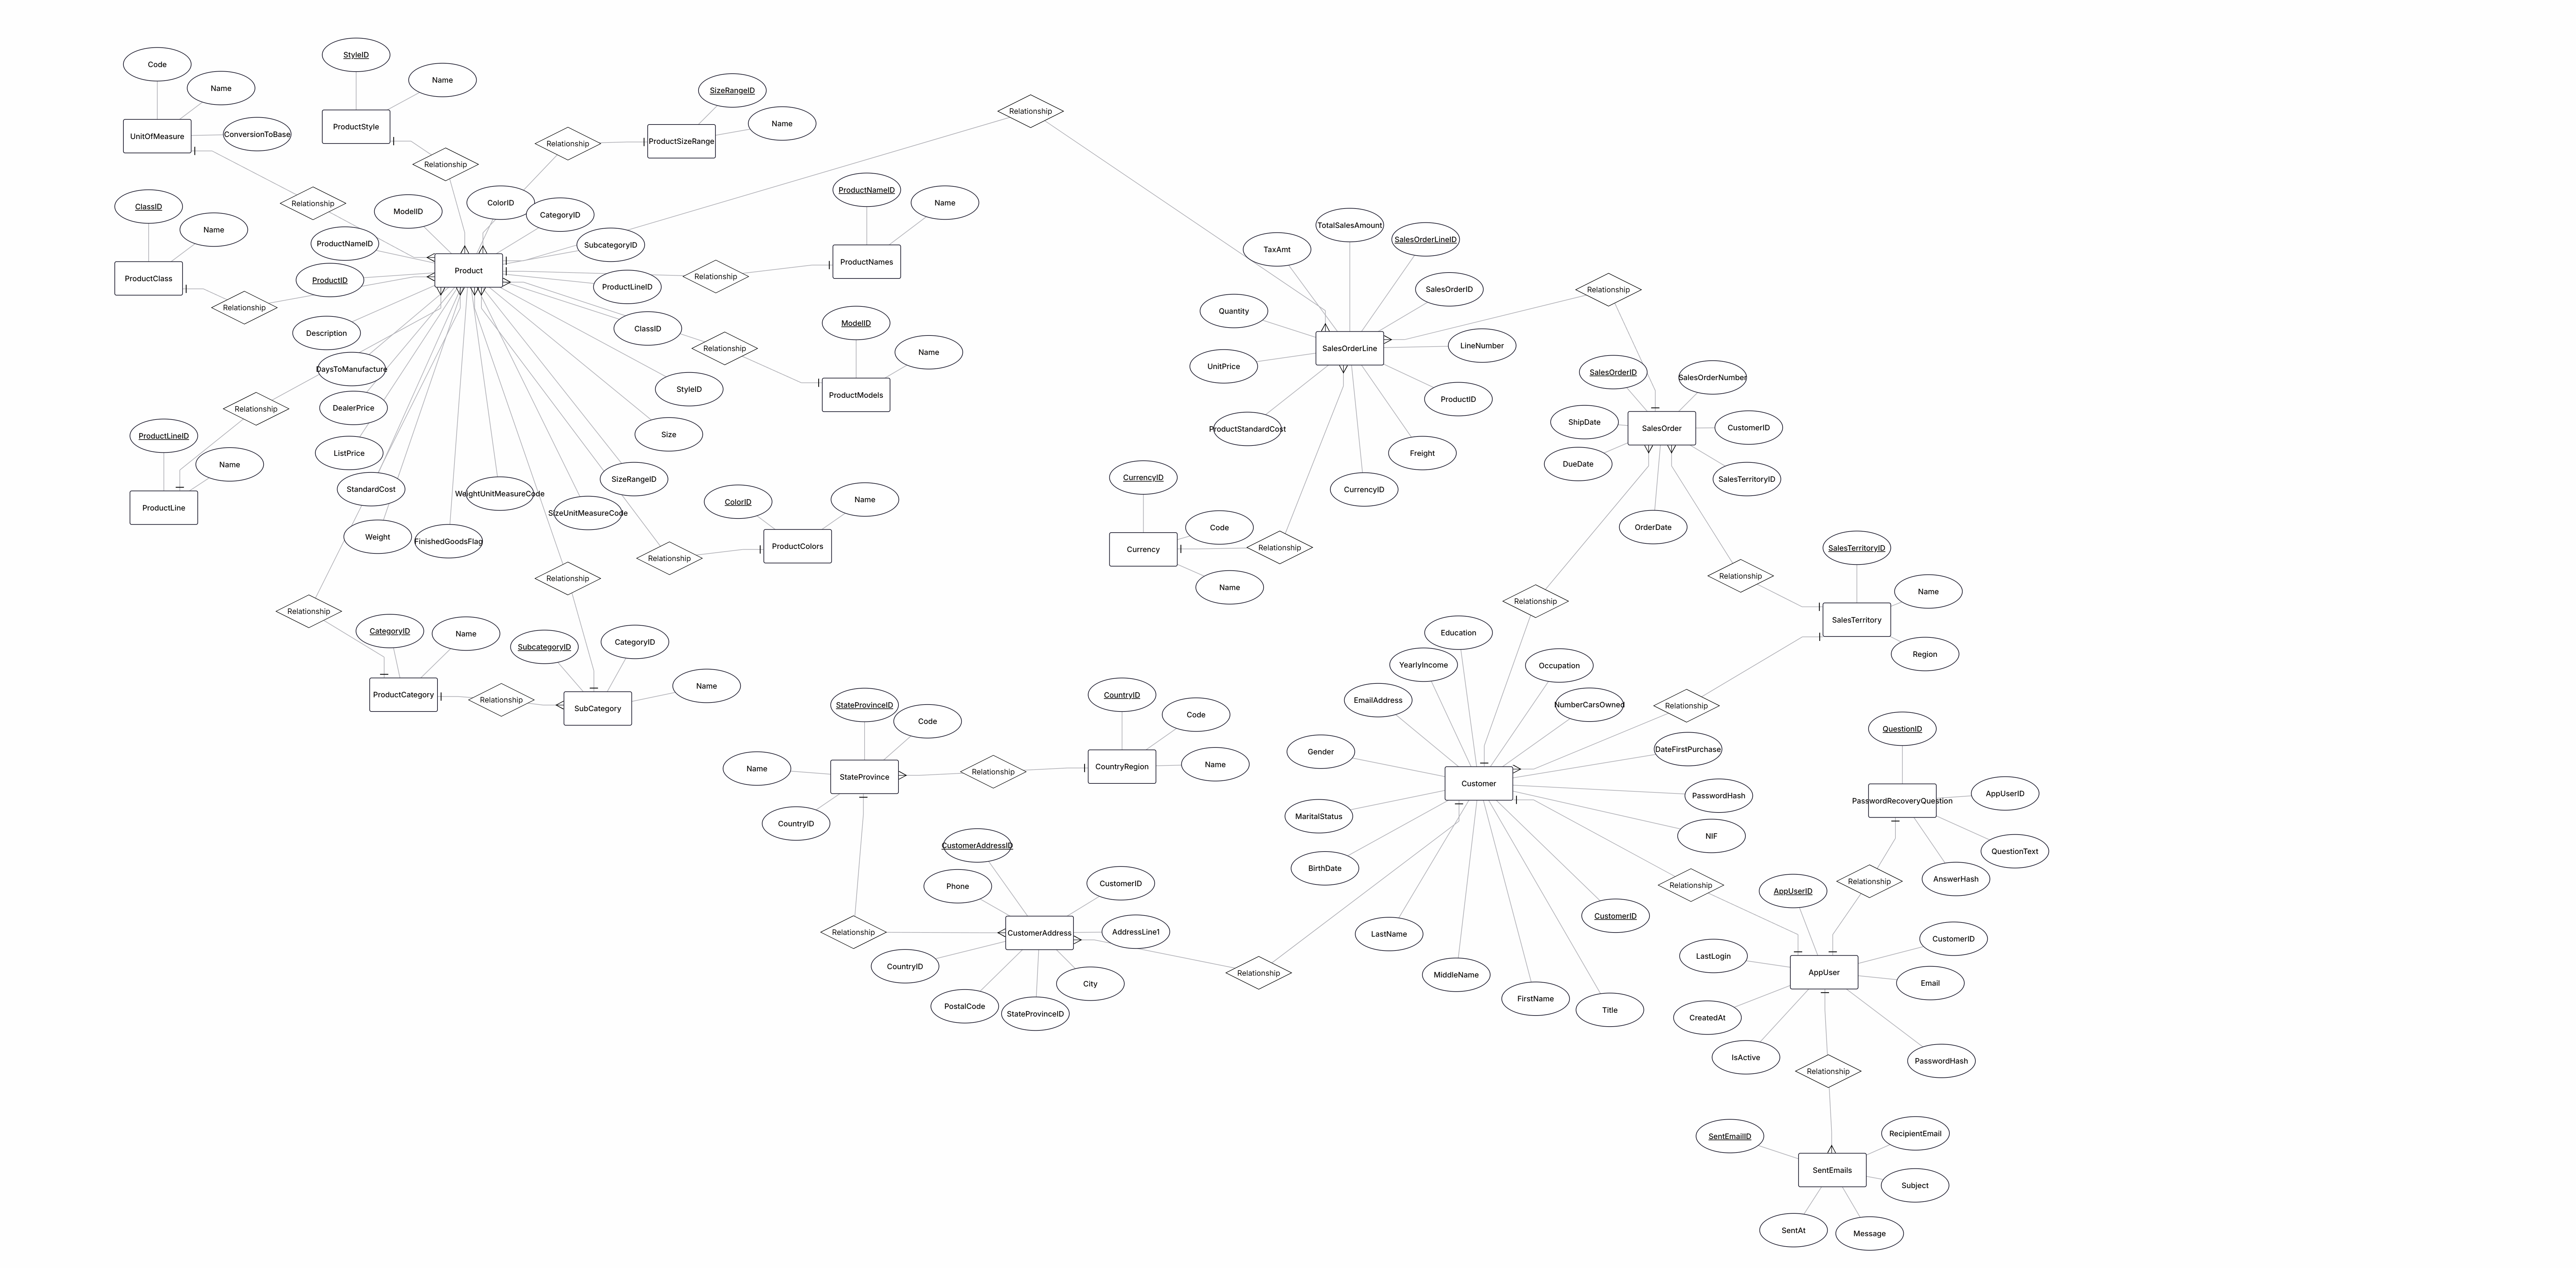 StyleID
Code
Name
Name
SizeRangeID
Name
ProductStyle
UnitOfMeasure
ConversionToBase
ProductSizeRange
Relationship
Relationship
Relationship
ProductNameID
Name
Relationship
ClassID
Name
ModelID
ColorID
CategoryID
ProductNameID
SubcategoryID
Product
ProductNames
ProductClass
ProductID
Relationship
ProductLineID
Relationship
Description
ClassID
ModelID
Name
Relationship
DaysToManufacture
StyleID
ProductModels
DealerPrice
Relationship
Size
ProductLineID
Name
ListPrice
SizeRangeID
StandardCost
WeightUnitMeasureCode
SizeUnitMeasureCode
ProductLine
Weight
FinishedGoodsFlag
ColorID
Name
ProductColors
Relationship
Relationship
Relationship
CategoryID
Name
SubcategoryID
CategoryID
Name
ProductCategory
Relationship
SubCategory
Relationship
TotalSalesAmount
TaxAmt
SalesOrderLineID
SalesOrderID
Quantity
SalesOrderLine
LineNumber
UnitPrice
ProductID
ProductStandardCost
Freight
CurrencyID
CurrencyID
Code
Currency
Relationship
Name
SalesOrderID
SalesOrderNumber
ShipDate
SalesOrder
CustomerID
DueDate
SalesTerritoryID
OrderDate
Relationship
Relationship
SalesTerritoryID
Name
SalesTerritory
Region
Education
YearlyIncome
Occupation
EmailAddress
NumberCarsOwned
Relationship
Gender
DateFirstPurchase
Customer
PasswordHash
MaritalStatus
NIF
BirthDate
Relationship
CustomerID
LastName
MiddleName
FirstName
Title
StateProvinceID
Code
CountryID
Code
Name
StateProvince
Relationship
CountryRegion
Name
CountryID
CustomerAddressID
Phone
CustomerID
Relationship
CustomerAddress
AddressLine1
CountryID
Relationship
City
PostalCode
StateProvinceID
QuestionID
PasswordRecoveryQuestion
AppUserID
QuestionText
AnswerHash
Relationship
AppUserID
CustomerID
LastLogin
AppUser
Email
CreatedAt
IsActive
PasswordHash
Relationship
SentEmailID
RecipientEmail
SentEmails
Subject
SentAt
Message